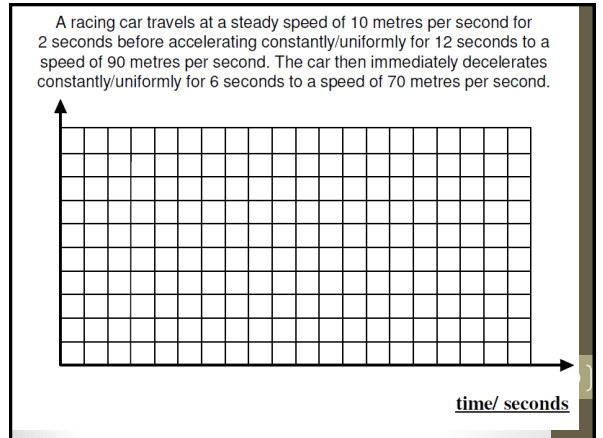 A racing car travels at a steady speed of 10 metres per second for
2 seconds before accelerating constantly/uniformly for 12 seconds to a
speed of 90 metres per second. The car then immediately decelerates
constantly/uniformly for 6 seconds to a speed of 70 metres per second.
time/ seconds